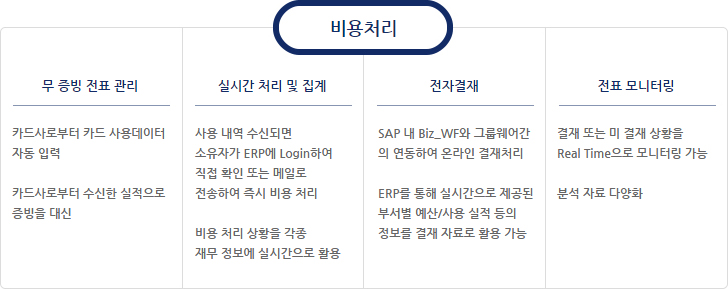 비용처리
무 증빙 전표 관리
카드사로부터 카드 사용데이터
자동 입력
카드사로부터 수신한 실적으로
증빙을 대신
실시간 처리 및 집계
사용 내역 수신되면
소유자가 ERP에 Login하여
직접 확인 또는 메일로
전송하여 즉시 비용 처리
비용 처리 상황을 각종
재무 정보에 실시간으로 활용
전자결재
SAP 내 Biz_WF와 그룹웨어간
의 연동하여 온라인 결재처리
ERP를 통해 실시간으로 제공된
부서별 예산/사용 실적 등의
정보를 결재 자료로 활용 가능
전표 모니터링
결재 또는 미 결재 상황을
Real Time으로 모니터링 가능
분석 자료 다양화